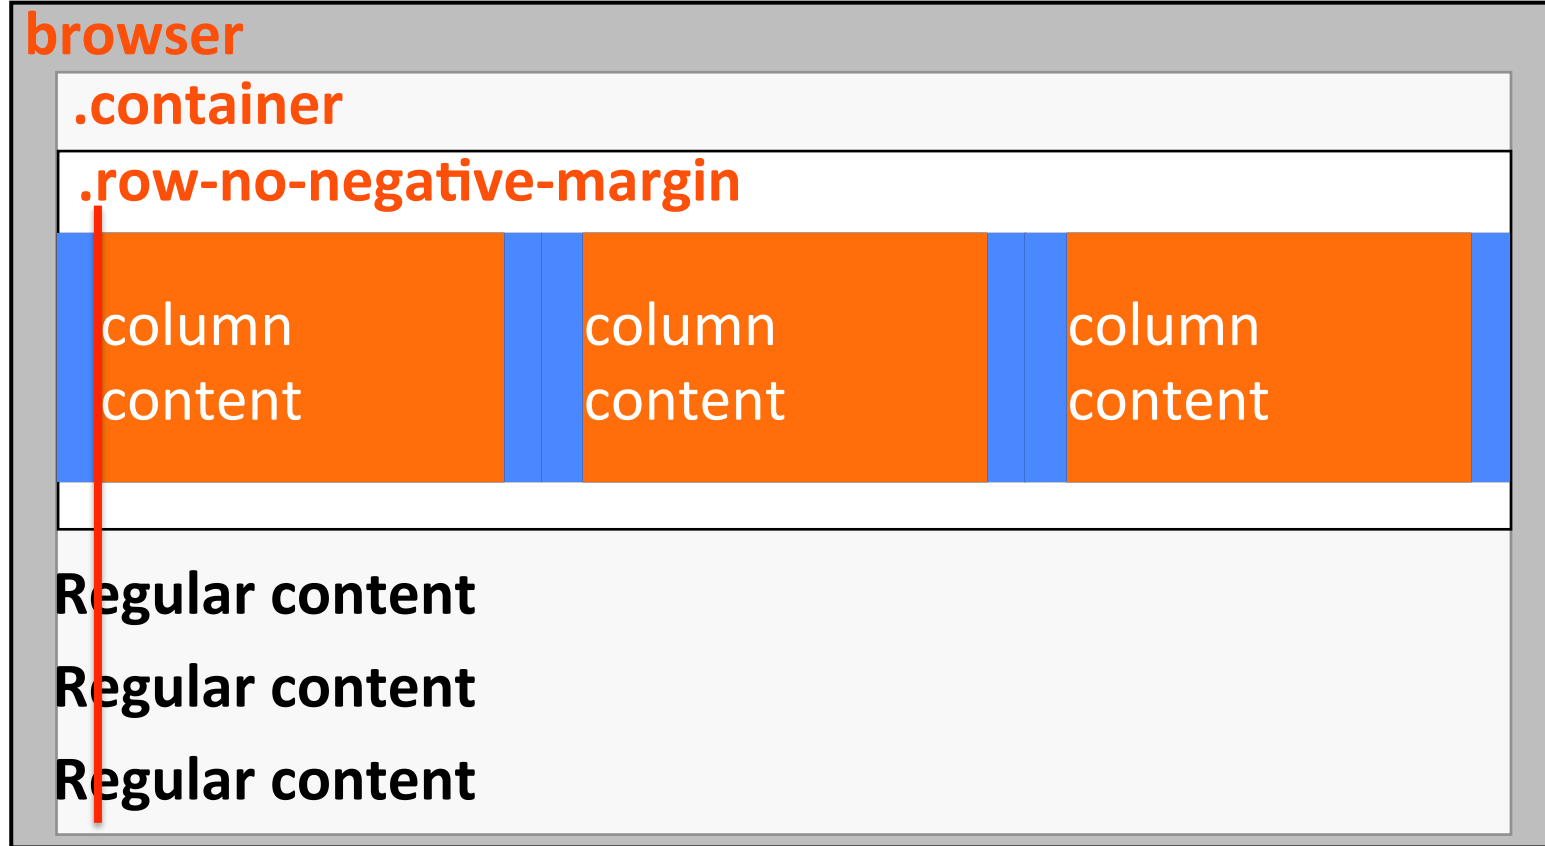 browser
.container
.row-no-negative-margin
column column column
content content content
Regular content
Regular content
Regular content